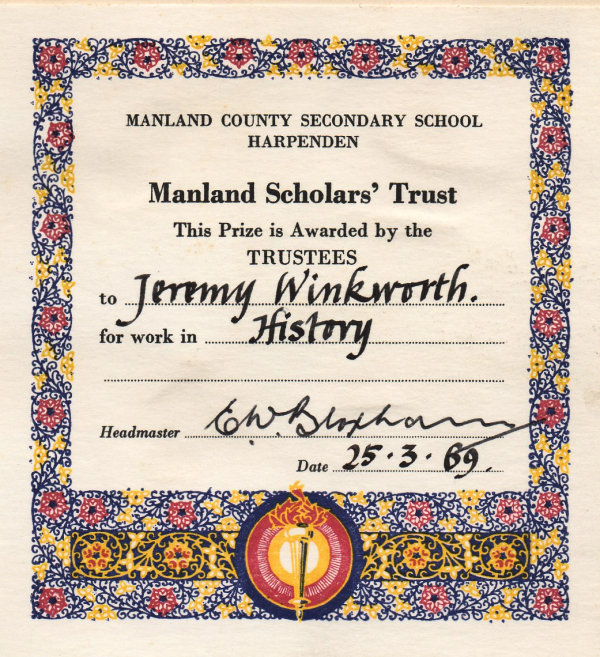 MANLAND COUNTY SECONDARY SCHOOL
HARPENDEN
Manland Scholars' Trust
This Prize is Awarded by the
TRUSTEES
to Jeremy Winkworth.
for work in History
Headmaster E.W. Bloxham
Date 25.3.69.